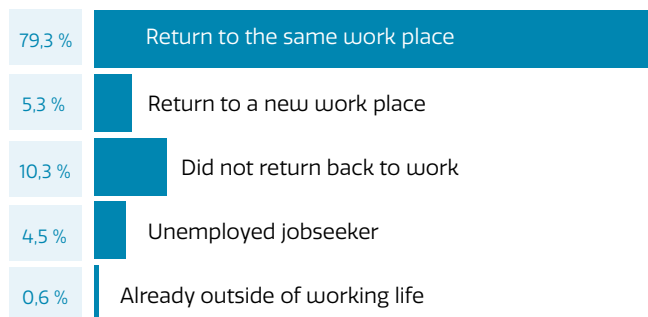 79,3 % Return to the same work place
5,3 % Return to a new work place
10,3 % Did not return back to work
4,5 % Unemployed jobseeker
0,6 % Already outside of working life